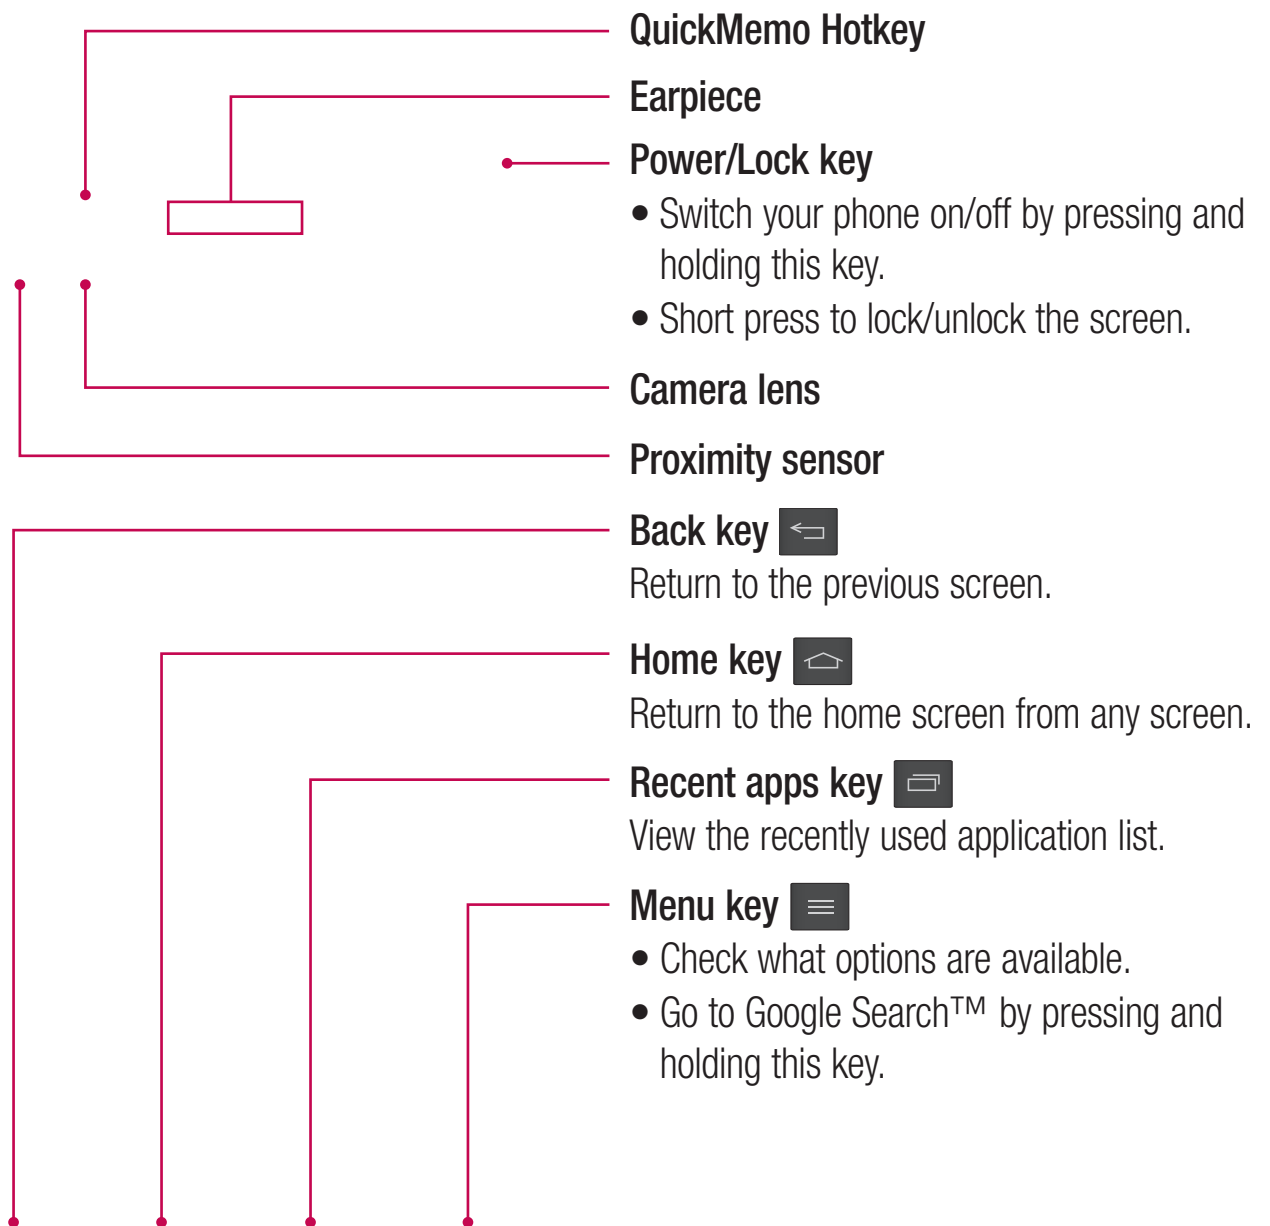 QuickMemo Hotkey
Earpiece
Power/Lock key
• Switch your phone on/off by pressing and
holding this key.
• Short press to lock/unlock the screen.
Camera lens
Proximity sensor
Back key
Return to the previous screen.
Home key
Return to the home screen from any screen.
Recent apps key
View the recently used application list.
Menu key
• Check what options are available.
• Go to Google Search™ by pressing and
holding this key.